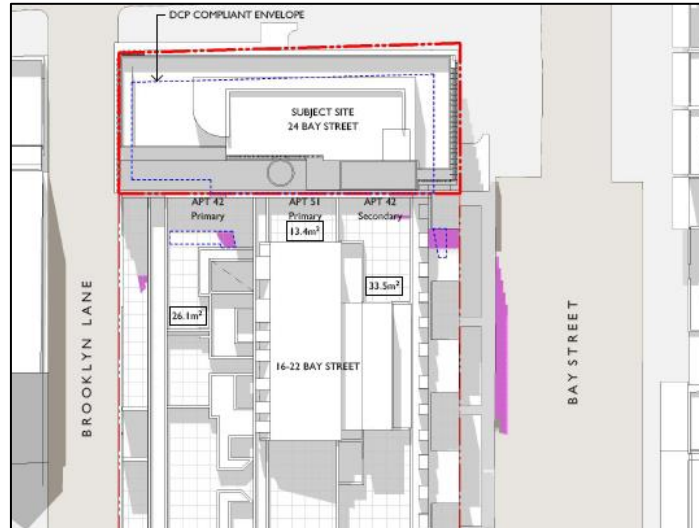 DCP COMPLIANT ENVELOPE
SUBJECT SITE
24 BAY STREET
APT 42
Primary
APT 51
Primary
APT 42
Secondary
13.4m²
33.5m²
26.1m²
16-22 BAY STREET
BROOKLYN LANE
BAY STREET